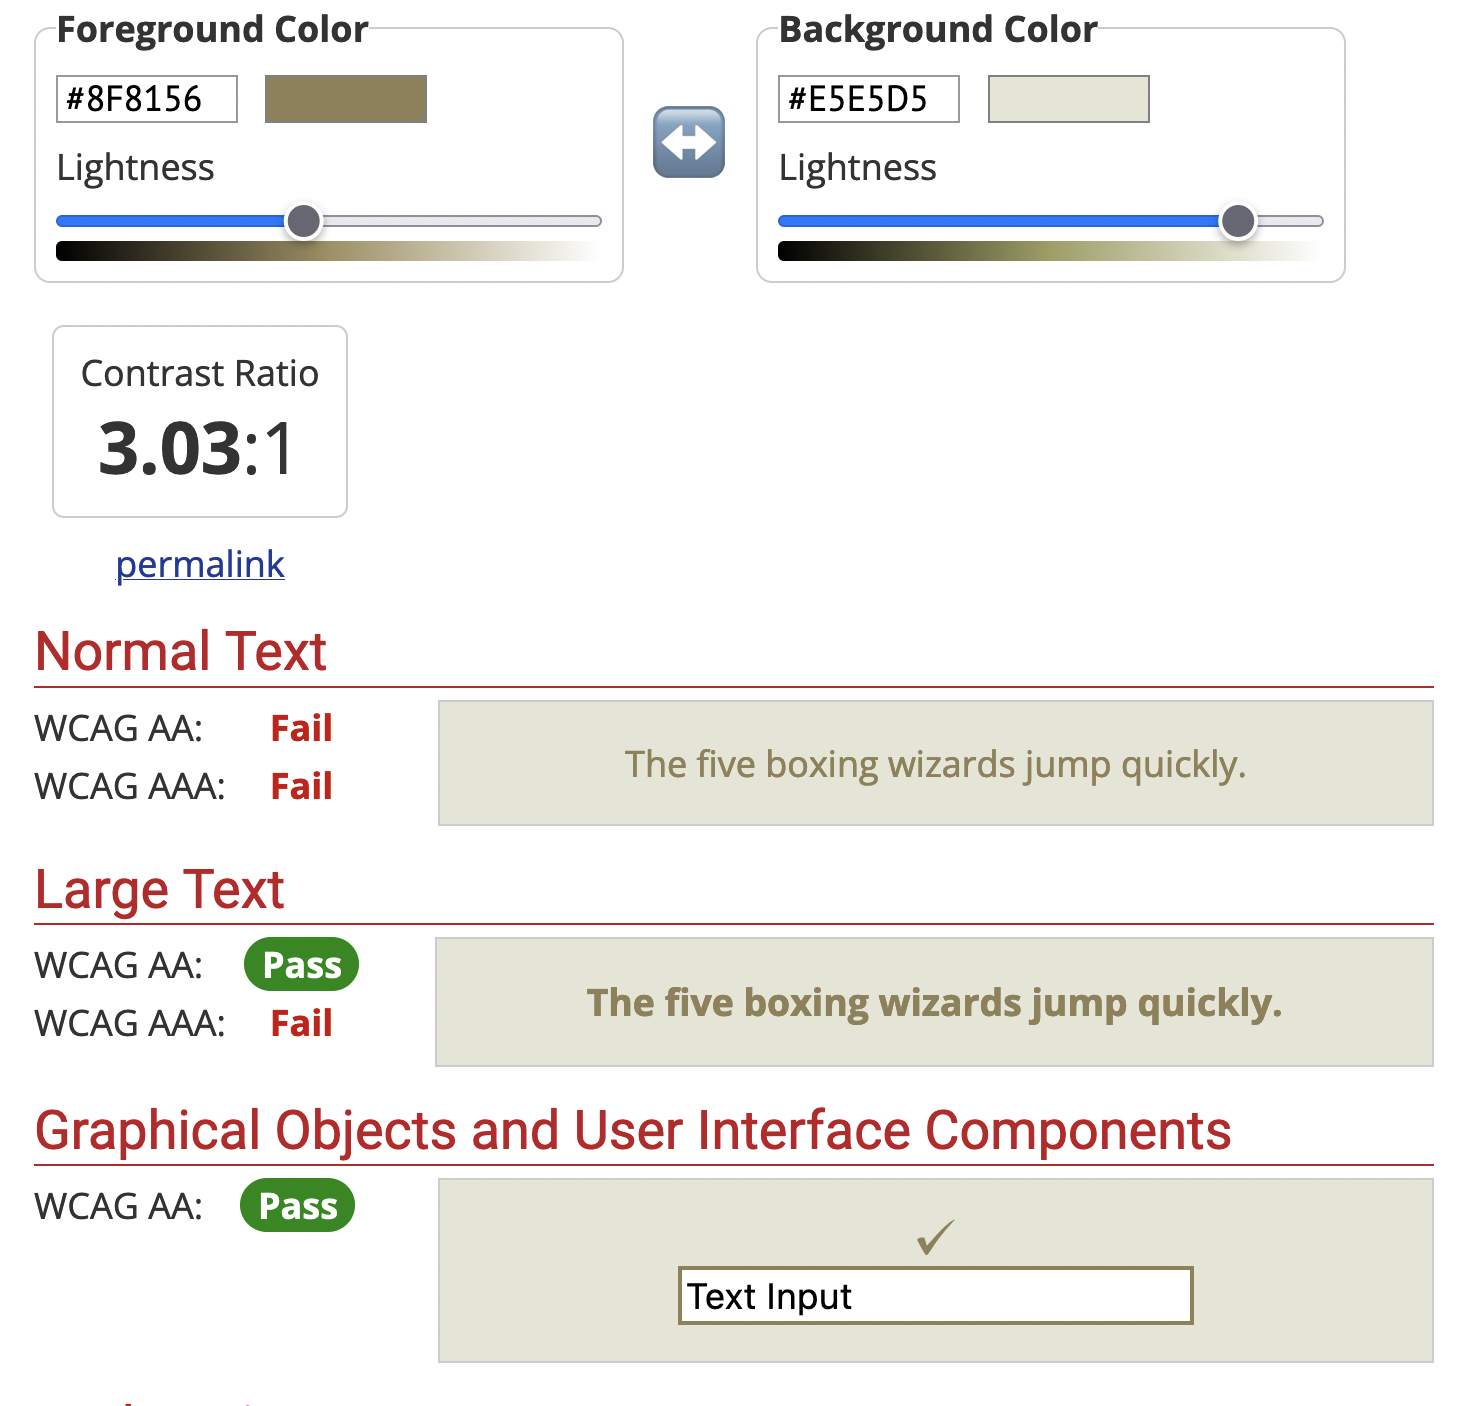 Foreground Color
#8F8156
Lightness
Background Color
#E5E5D5
Lightness
Contrast Ratio
3.03:1
permalink
Normal Text
WCAG AA: Fail
WCAG AAA: Fail
The five boxing wizards jump quickly.
Large Text
WCAG AA: Pass
WCAG AAA: Fail
The five boxing wizards jump quickly.
Graphical Objects and User Interface Components
WCAG AA: Pass
✓
Text Input